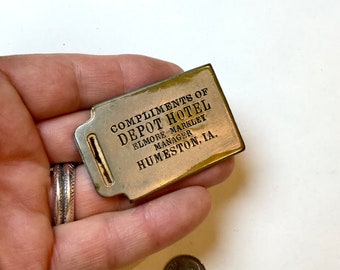 COMPLIMENTS OF
DEPOT HOTEL
ELMORE MARKLEY
MANAGER
HUMESTON, IA.